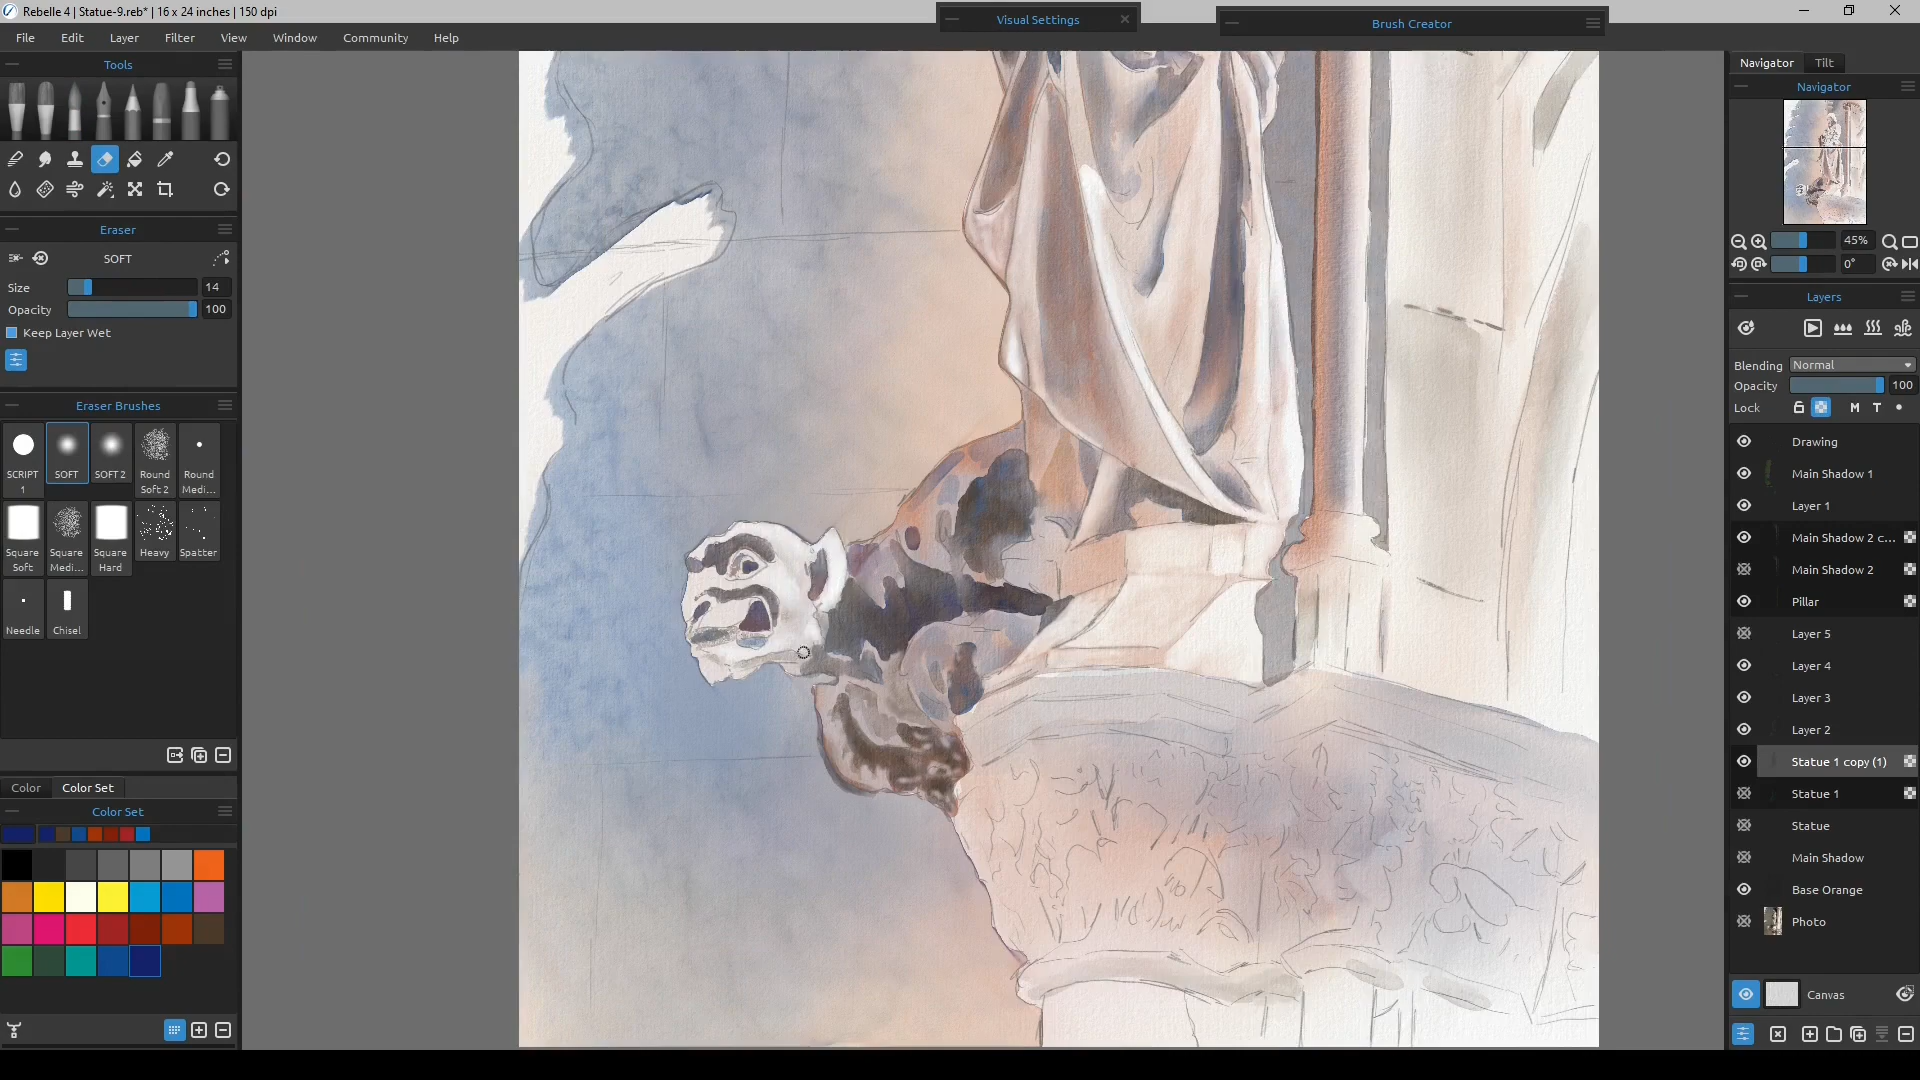 Rebelle 4 | Statue-9.reb* | 16 x 24 inches | 150 dpi
Visual Settings
Brush Creator
File Edit Layer Filter View Window Community Help
Tools
Navigator Tilt
Navigator
45%
0°
Eraser
SOFT
Size 14
Opacity 100
Keep Layer Wet
Layers
Blending Normal
Opacity 100
Lock M T
Eraser Brushes
SCRIPT 1
SOFT
SOFT 2
Round Soft 2
Round Medi...
Square Soft
Square Medi...
Square Hard
Heavy
Spatter
Needle
Chisel
Drawing
Main Shadow 1
Layer 1
Main Shadow 2 c...
Main Shadow 2
Pillar
Layer 5
Layer 4
Layer 3
Layer 2
Statue 1 copy (1)
Statue 1
Statue
Main Shadow
Base Orange
Photo
Canvas
Color Color Set
Color Set